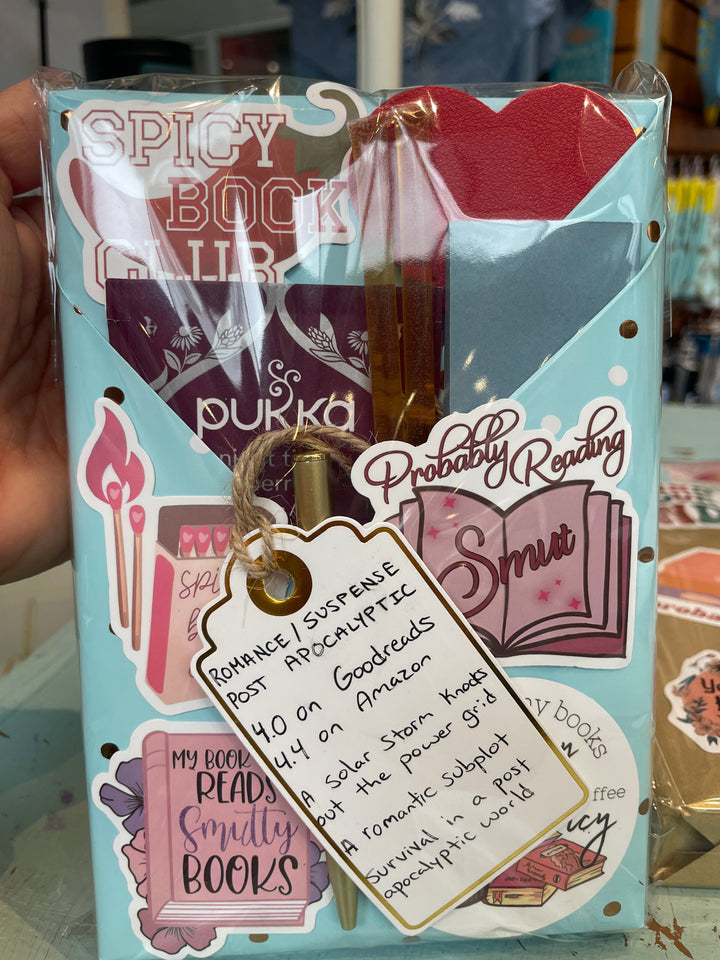 SPICY
BOOK
CLUB
pukka
Probably Reading
Smut
ROMANCE/SUSPENSE
POST APOCALYPTIC
4.0 on Goodreads
4.4 on Amazon
A solar storm knocks
out the power grid
A romantic subplot
Survival in a post
apocalyptic world
MY BOOK
READS
Smutty
BOOKS
books